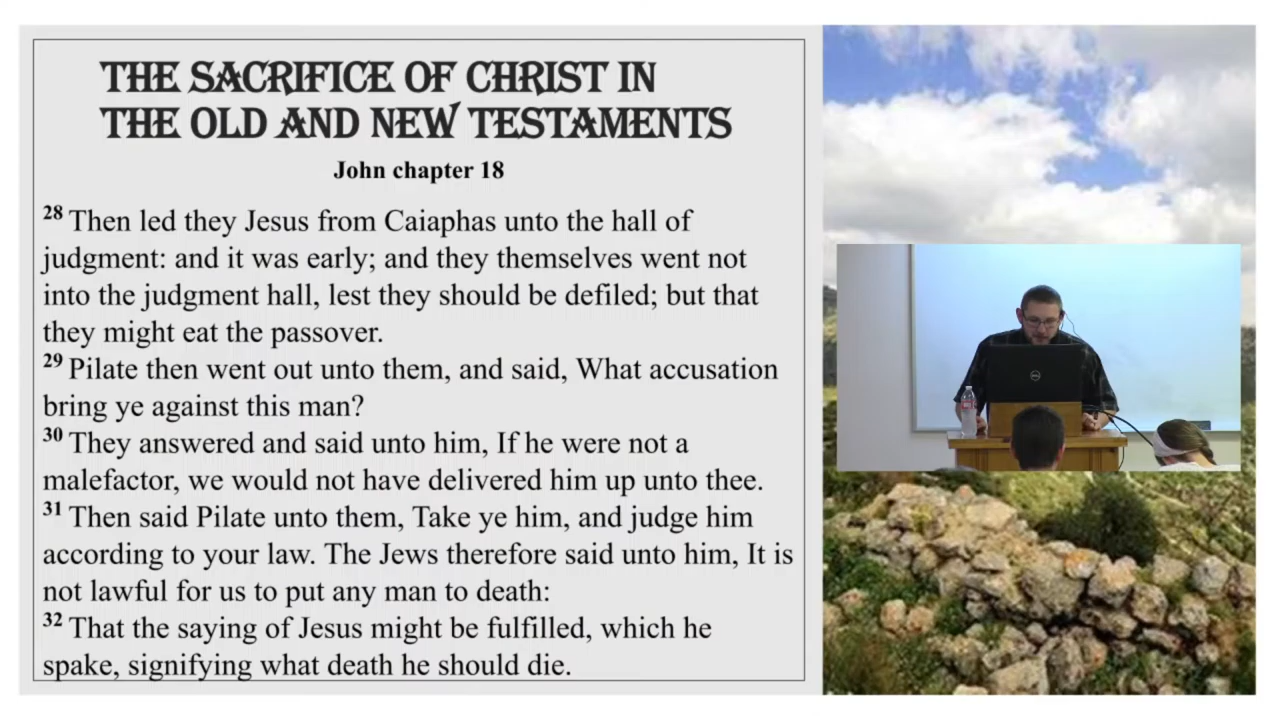 THE SACRIFICE OF CHRIST IN
THE OLD AND NEW TESTAMENTS
John chapter 18
28 Then led they Jesus from Caiaphas unto the hall of
judgment: and it was early; and they themselves went not
into the judgment hall, lest they should be defiled; but that
they might eat the passover.
29 Pilate then went out unto them, and said, What accusation
bring ye against this man?
30 They answered and said unto him, If he were not a
malefactor, we would not have delivered him up unto thee.
31 Then said Pilate unto them, Take ye him, and judge him
according to your law. The Jews therefore said unto him, It is
not lawful for us to put any man to death:
32 That the saying of Jesus might be fulfilled, which he
spake, signifying what death he should die.